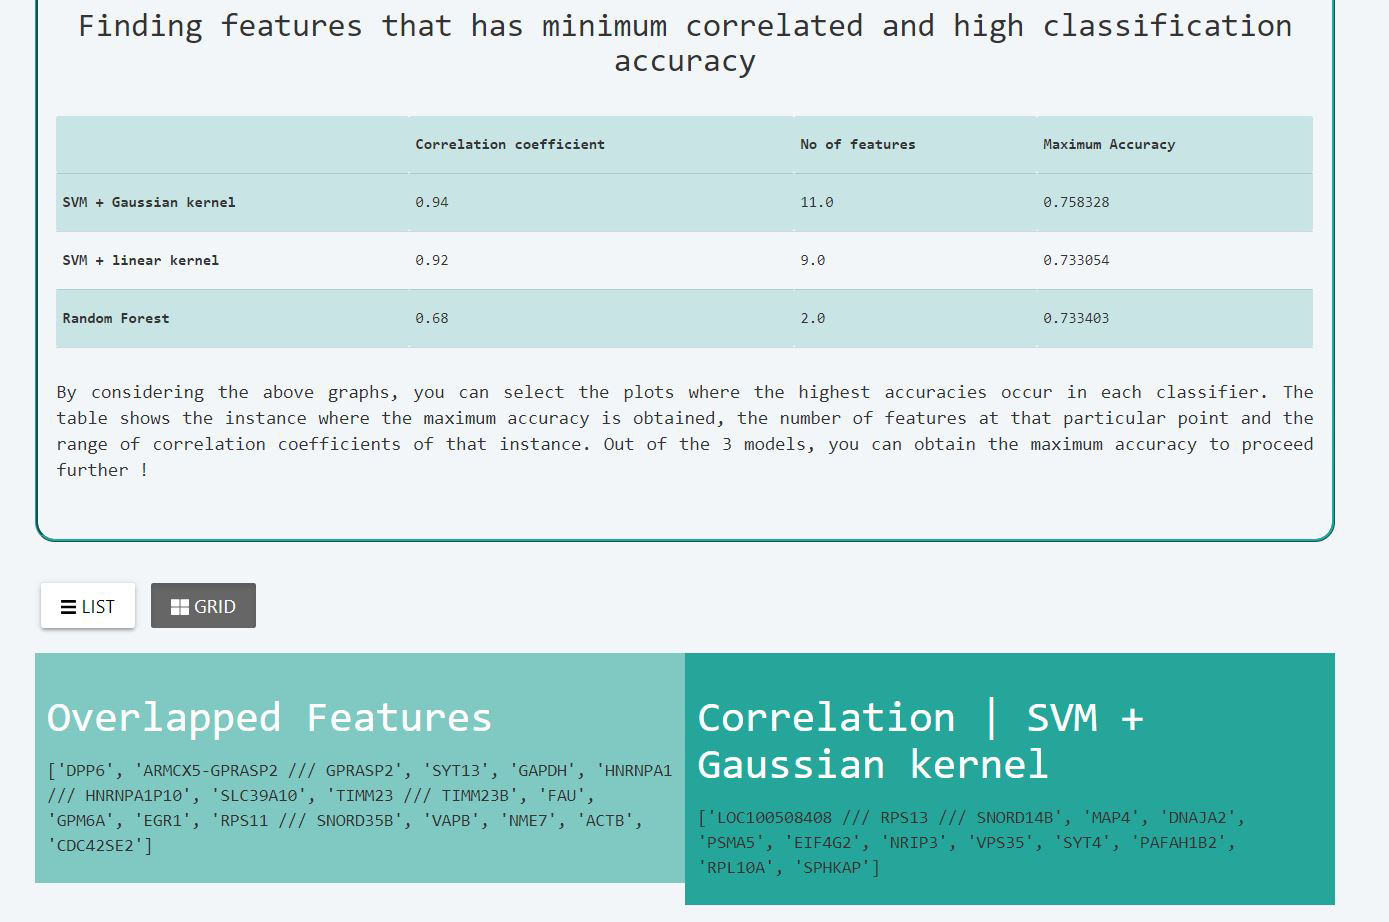 Finding features that has minimum correlated and high classification
accuracy
Correlation coefficient No of features Maximum Accuracy
SVM + Gaussian kernel 0.94 11.0 0.758328
SVM + linear kernel 0.92 9.0 0.733054
Random Forest 0.68 2.0 0.733403
By considering the above graphs, you can select the plots where the highest accuracies occur in each classifier. The
table shows the instance where the maximum accuracy is obtained, the number of features at that particular point and the
range of correlation coefficients of that instance. Out of the 3 models, you can obtain the maximum accuracy to proceed
further !
LIST GRID
Overlapped Features
['DPP6', 'ARMCX5-GPRASP2 /// GPRASP2', 'SYT13', 'GAPDH', 'HNRNPA1
/// HNRNPA1P10', 'SLC39A10', 'TIMM23 /// TIMM23B', 'FAU',
'GPM6A', 'EGR1', 'RPS11 /// SNORD35B', 'VAPB', 'NME7', 'ACTB',
'CDC42SE2']
Correlation | SVM +
Gaussian kernel
['LOC100508408 /// RPS13 /// SNORD14B', 'MAP4', 'DNAJA2',
'PSMA5', 'EIF4G2', 'NRIP3', 'VPS35', 'SYT4', 'PAFAH1B2',
'RPL10A', 'SPHKAP']